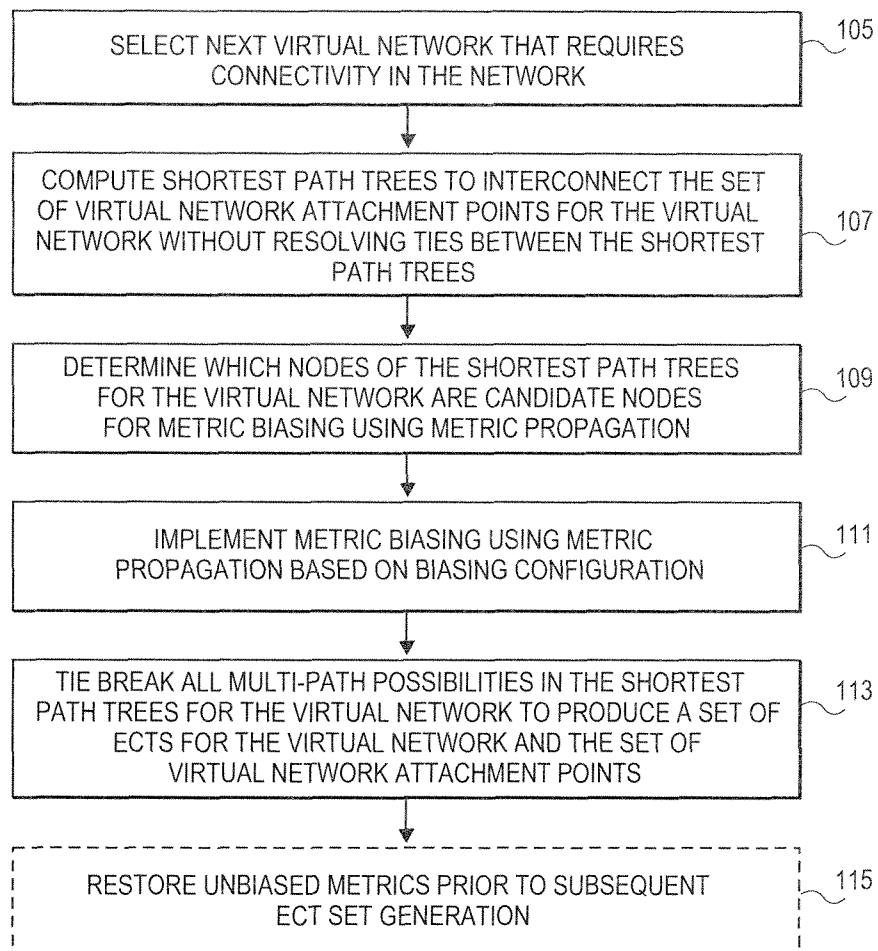 SELECT NEXT VIRTUAL NETWORK THAT REQUIRES
CONNECTIVITY IN THE NETWORK
105
COMPUTE SHORTEST PATH TREES TO INTERCONNECT THE SET
OF VIRTUAL NETWORK ATTACHMENT POINTS FOR THE VIRTUAL
NETWORK WITHOUT RESOLVING TIES BETWEEN THE SHORTEST
PATH TREES
107
DETERMINE WHICH NODES OF THE SHORTEST PATH TREES
FOR THE VIRTUAL NETWORK ARE CANDIDATE NODES
FOR METRIC BIASING USING METRIC PROPAGATION
109
IMPLEMENT METRIC BIASING USING METRIC
PROPAGATION BASED ON BIASING CONFIGURATION
111
TIE BREAK ALL MULTI-PATH POSSIBILITIES IN THE SHORTEST
PATH TREES FOR THE VIRTUAL NETWORK TO PRODUCE A SET OF
ECTS FOR THE VIRTUAL NETWORK AND THE SET OF
VIRTUAL NETWORK ATTACHMENT POINTS
113
RESTORE UNBIASED METRICS PRIOR TO SUBSEQUENT
ECT SET GENERATION
115